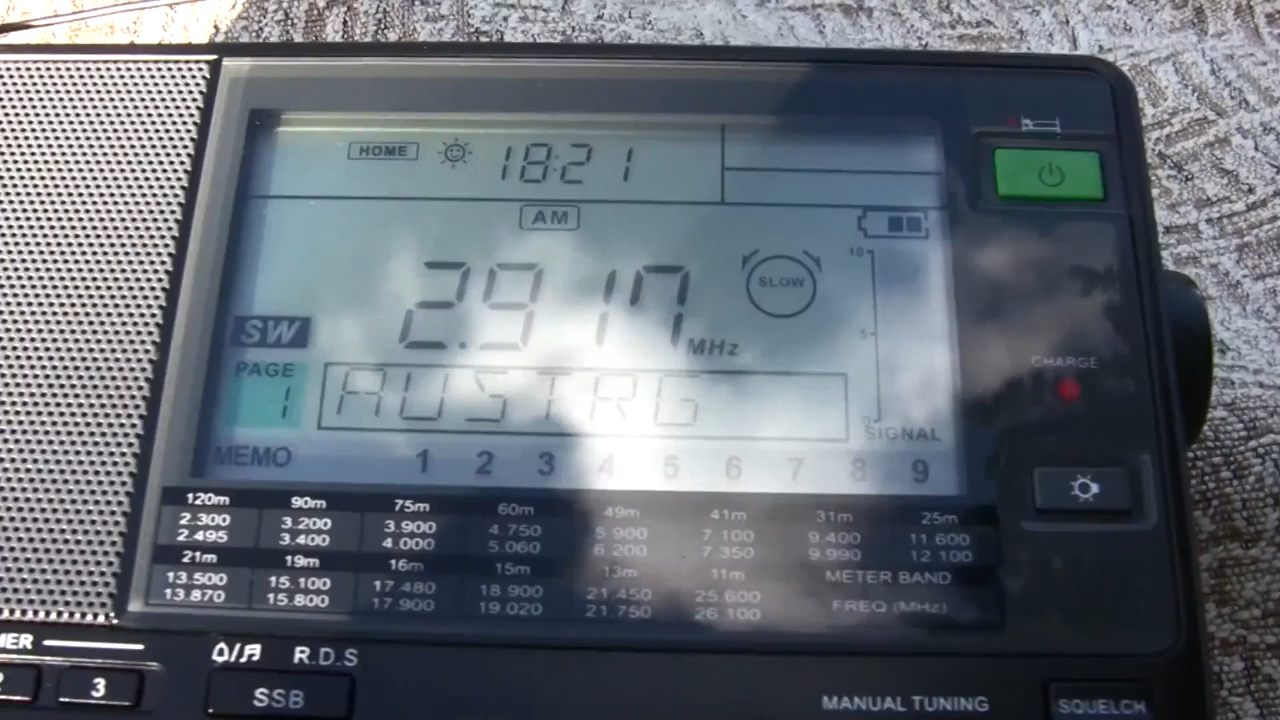 HOME 18:21
AM
10
SLOW
2.917 MHz
5
SW
CHARGE
PAGE
1
AUSTRG
0
SIGNAL
MEMO 1 2 3 4 5 6 7 8 9
120m 90m 75m 60m 49m 41m 31m 25m
2.300 3.200 3.900 4.750 5.900 7.100 9.400 11.600
2.495 3.400 4.000 5.060 6.200 7.350 9.990 12.100
21m 19m 16m 15m 13m 11m METER BAND
13.500 15.100 17.480 18.900 21.450 25.600
13.870 15.800 17.900 19.020 21.750 26.100 FREQ (MHz)
R.D.S
2 3 SSB
MANUAL TUNING SQUELCH